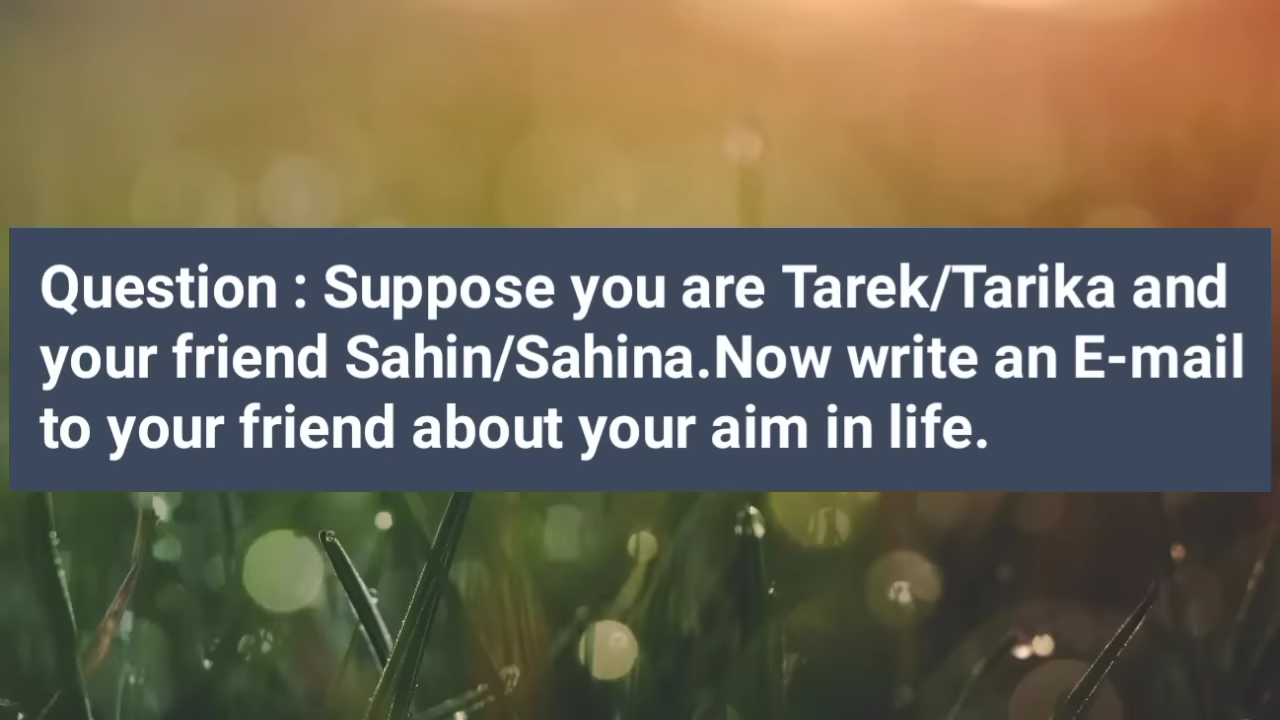 Question : Suppose you are Tarek/Tarika and
your friend Sahin/Sahina.Now write an E-mail
to your friend about your aim in life.